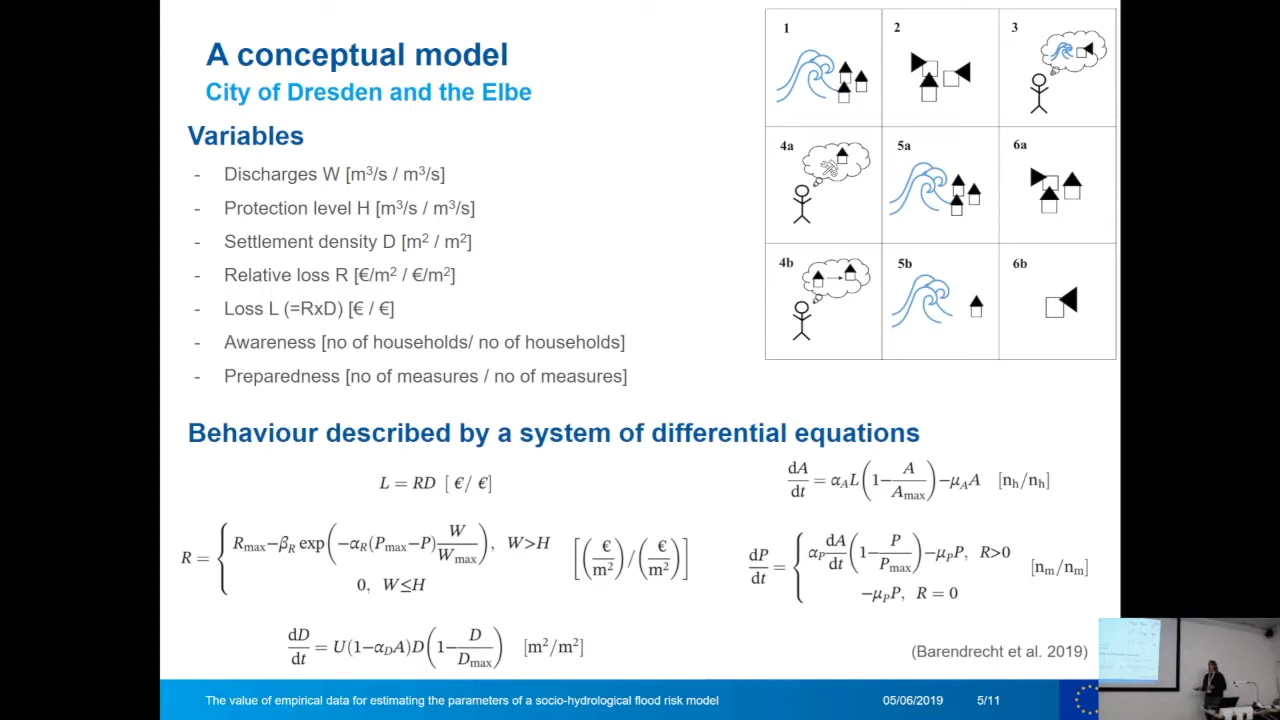 A conceptual model
City of Dresden and the Elbe
Variables
- Discharges W [m³/s / m³/s]
- Protection level H [m³/s / m³/s]
- Settlement density D [m² / m²]
- Relative loss R [€/m² / €/m²]
- Loss L (=RxD) [€ / €]
- Awareness [no of households/ no of households]
- Preparedness [no of measures / no of measures]
1 2 3
4a 5a 6a
4b 5b 6b
Behaviour described by a system of differential equations
L = RD [ €/ €]
R = { R_max−β_R exp(−α_R(P_max−P) W/W_max), W>H [(€/m²)/(€/m²)]
0, W≤H
dD/dt = U(1−α_D A)D(1−D/D_max) [m²/m²]
dA/dt = α_A L(1−A/A_max)−μ_A A [n_h/n_h]
dP/dt = { α_P dA/dt(1−P/P_max)−μ_P P, R>0 [n_m/n_m]
−μ_P P, R = 0
(Barendrecht et al. 2019)
The value of empirical data for estimating the parameters of a socio-hydrological flood risk model 05/06/2019 5/11